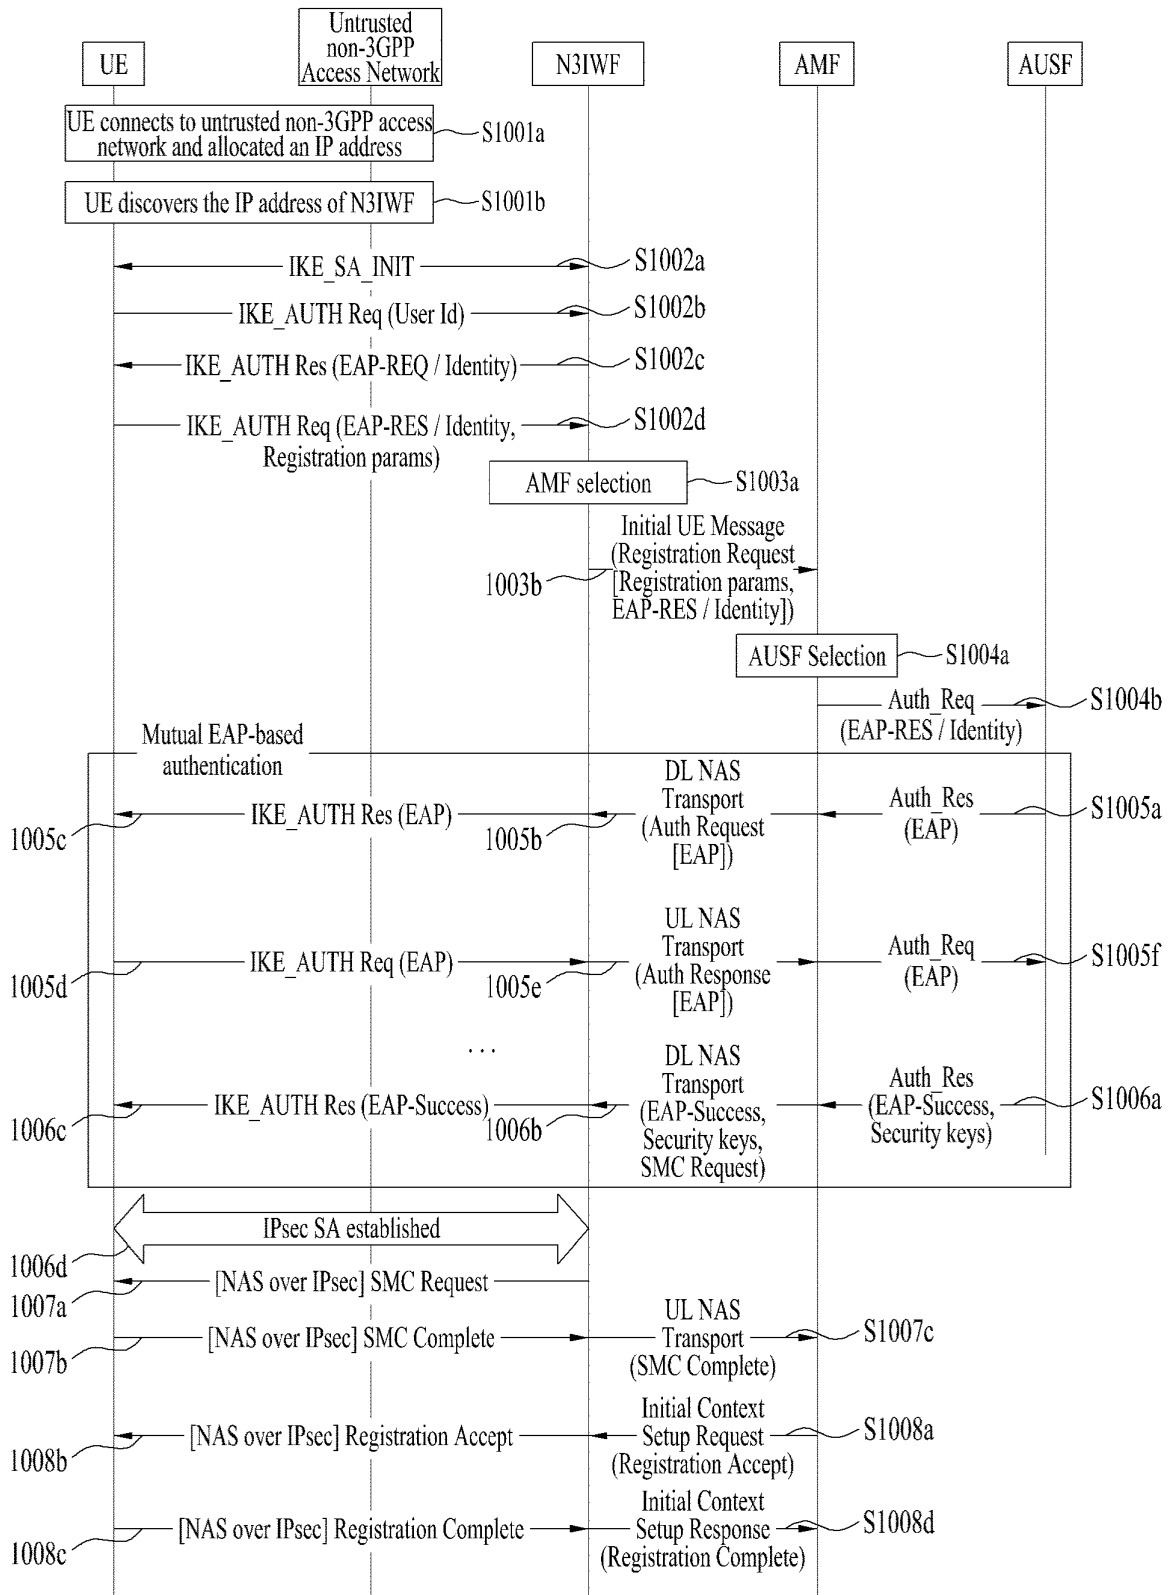 UE
Untrusted
non-3GPP
Access Network
N3IWF
AMF
AUSF
UE connects to untrusted non-3GPP access
network and allocated an IP address
S1001a
UE discovers the IP address of N3IWF
S1001b
IKE_SA_INIT
S1002a
IKE_AUTH Req (User Id)
S1002b
IKE_AUTH Res (EAP-REQ / Identity)
S1002c
IKE_AUTH Req (EAP-RES / Identity,
Registration params)
S1002d
AMF selection
S1003a
Initial UE Message
(Registration Request
[Registration params,
EAP-RES / Identity])
1003b
AUSF Selection
S1004a
Auth_Req
(EAP-RES / Identity)
S1004b
Mutual EAP-based
authentication
1005c
IKE_AUTH Res (EAP)
1005b
DL NAS
Transport
(Auth Request
[EAP])
Auth_Res
(EAP)
S1005a
1005d
IKE_AUTH Req (EAP)
1005e
UL NAS
Transport
(Auth Response
[EAP])
Auth_Req
(EAP)
S1005f
...
1006c
IKE_AUTH Res (EAP-Success)
1006b
DL NAS
Transport
(EAP-Success,
Security keys,
SMC Request)
Auth_Res
(EAP-Success,
Security keys)
S1006a
IPsec SA established
1006d
[NAS over IPsec] SMC Request
1007a
[NAS over IPsec] SMC Complete
1007b
UL NAS
Transport
(SMC Complete)
S1007c
[NAS over IPsec] Registration Accept
1008b
Initial Context
Setup Request
(Registration Accept)
S1008a
[NAS over IPsec] Registration Complete
1008c
Initial Context
Setup Response
(Registration Complete)
S1008d